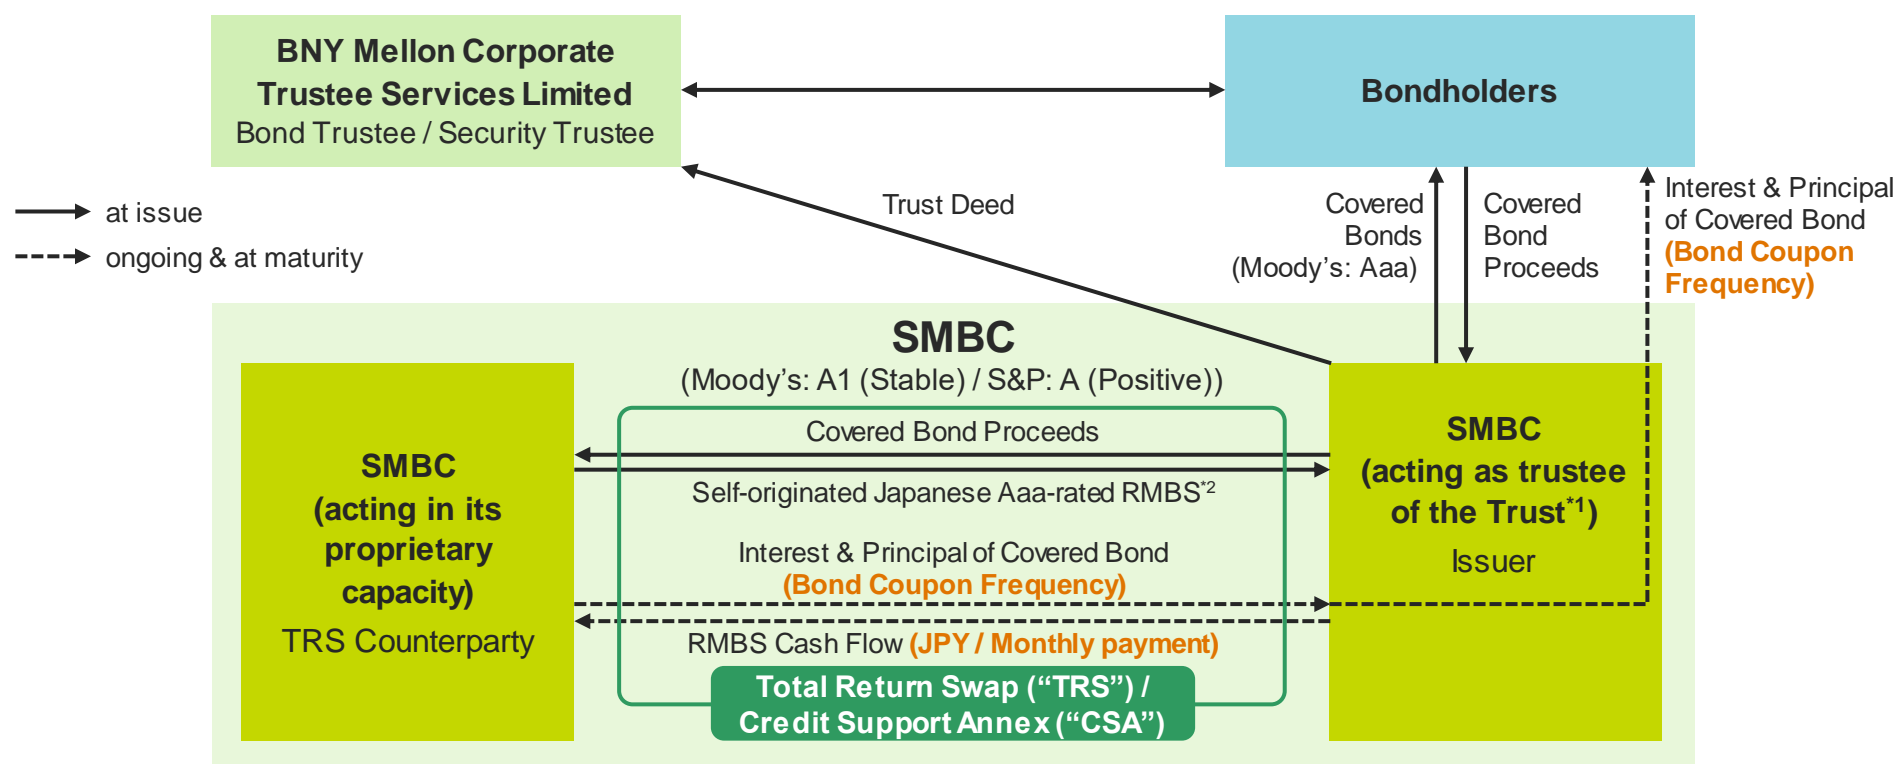 BNY Mellon Corporate
Trustee Services Limited
Bond Trustee / Security Trustee
Bondholders
at issue
ongoing & at maturity
Trust Deed
Covered
Bonds
(Moody’s: Aaa)
Covered
Bond
Proceeds
Interest & Principal
of Covered Bond
(Bond Coupon
Frequency)
SMBC
(Moody’s: A1 (Stable) / S&P: A (Positive))
SMBC
(acting in its
proprietary
capacity)
TRS Counterparty
Covered Bond Proceeds
Self-originated Japanese Aaa-rated RMBS*2
Interest & Principal of Covered Bond
(Bond Coupon Frequency)
RMBS Cash Flow (JPY / Monthly payment)
Total Return Swap (“TRS”) /
Credit Support Annex (“CSA”)
SMBC
(acting as trustee
of the Trust*1)
Issuer